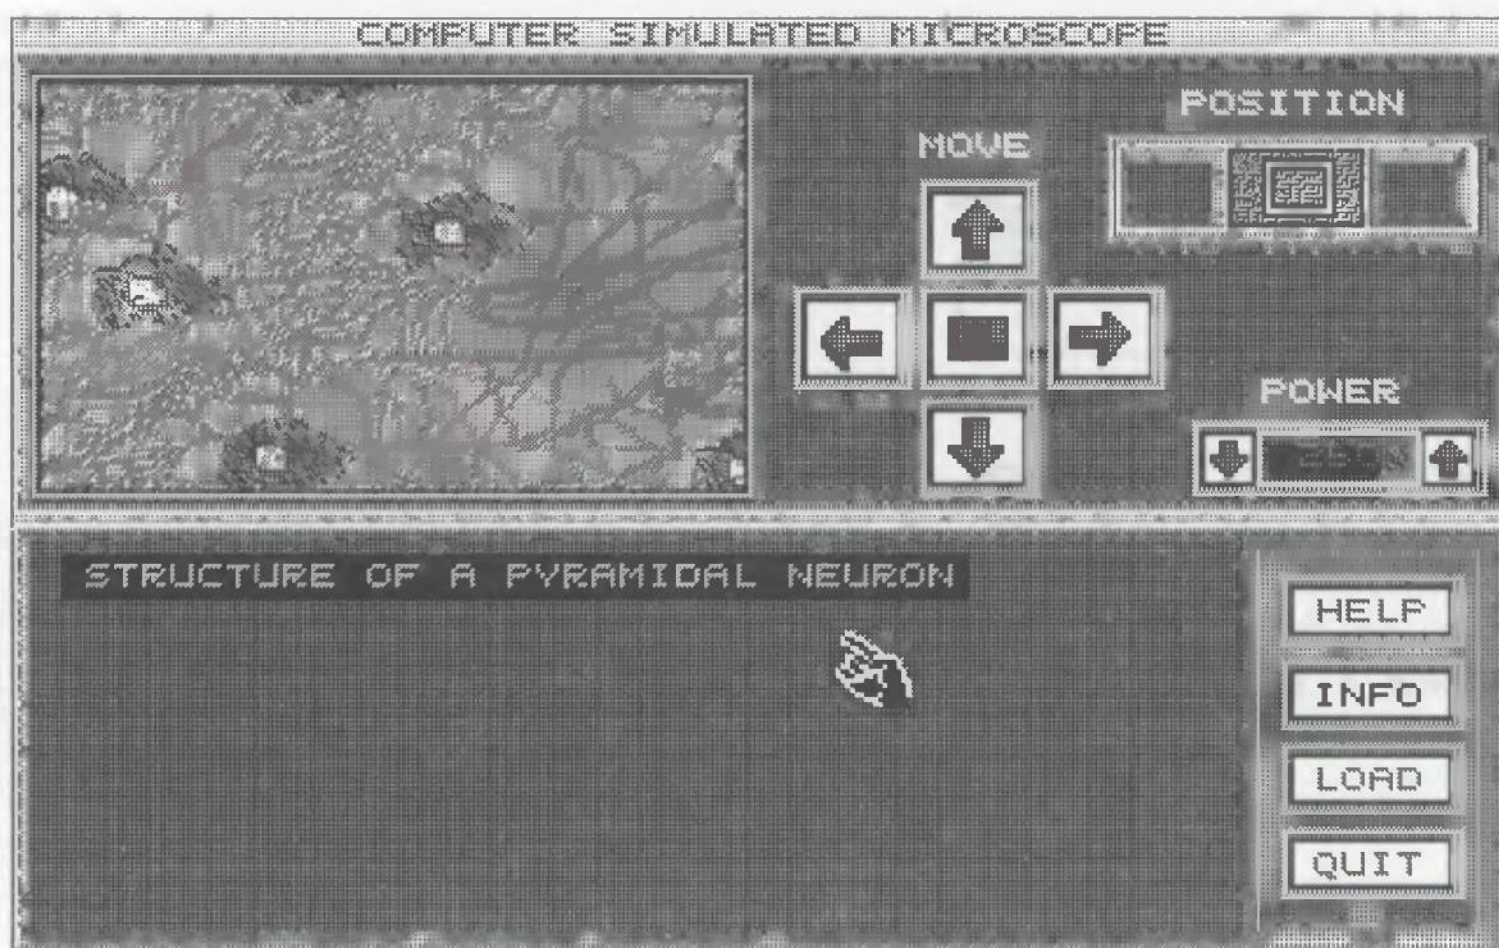 COMPUTER SIMULATED MICROSCOPE
POSITION
MOVE
POWER
STRUCTURE OF A PYRAMIDAL NEURON
HELP
INFO
LOAD
QUIT